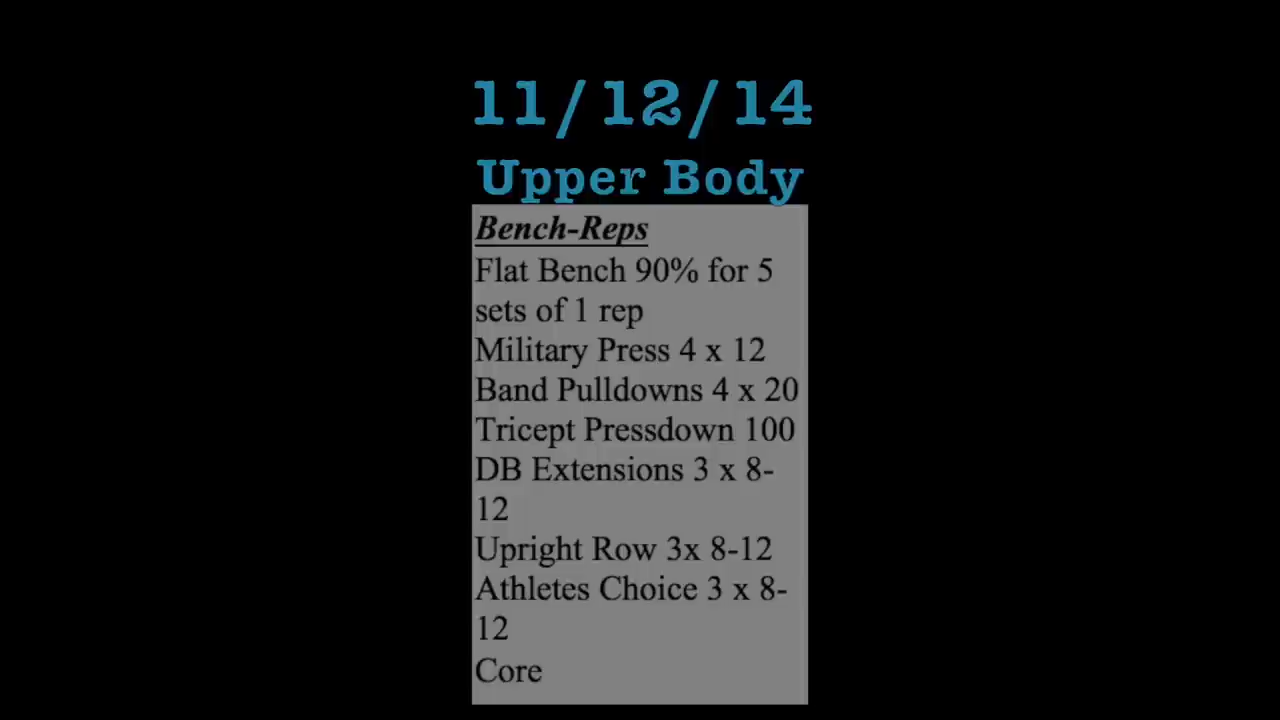 11/12/14
Upper Body
Bench-Reps
Flat Bench 90% for 5
sets of 1 rep
Military Press 4 x 12
Band Pulldowns 4 x 20
Tricept Pressdown 100
DB Extensions 3 x 8-
12
Upright Row 3x 8-12
Athletes Choice 3 x 8-
12
Core